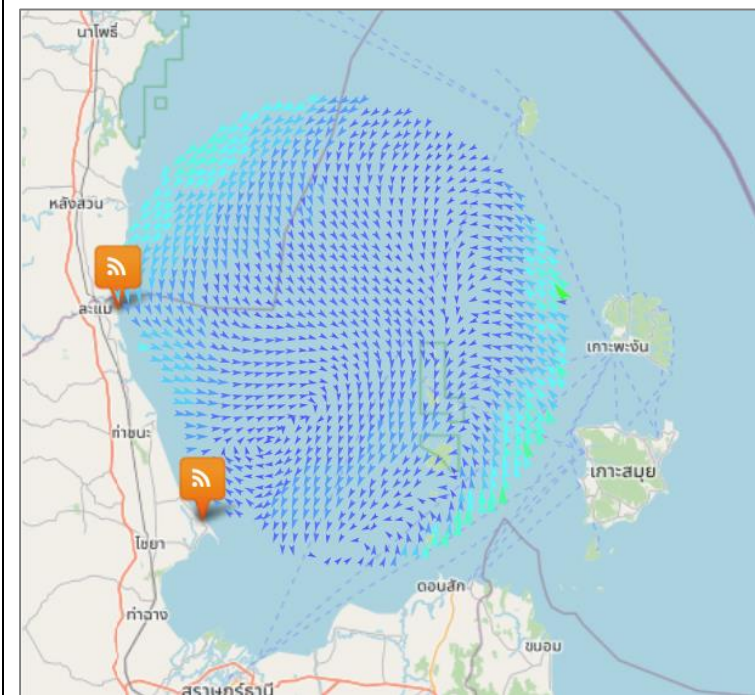 นาโพธิ์
หลังสวน
ละแม
เกาะพะงัน
ท่าชนะ
เกาะสมุย
ไชยา
ดอนสัก
ท่าฉาง
ขนอม
สุราษฎร์ธานี